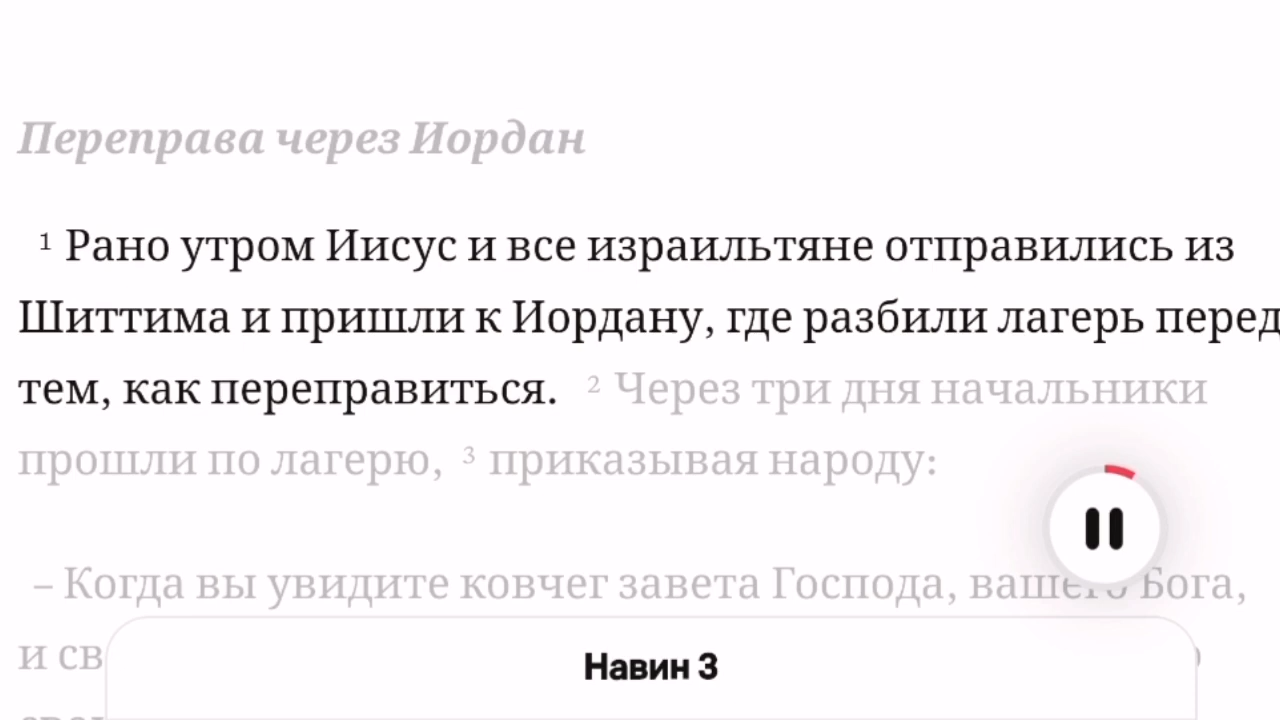 Переправа через Иордан
1 Рано утром Иисус и все израильтяне отправились из
Шиттима и пришли к Иордану, где разбили лагерь перед
тем, как переправиться. 2 Через три дня начальники
прошли по лагерю, 3 приказывая народу:
– Когда вы увидите ковчег завета Господа, вашего Бога,
и св
Навин 3